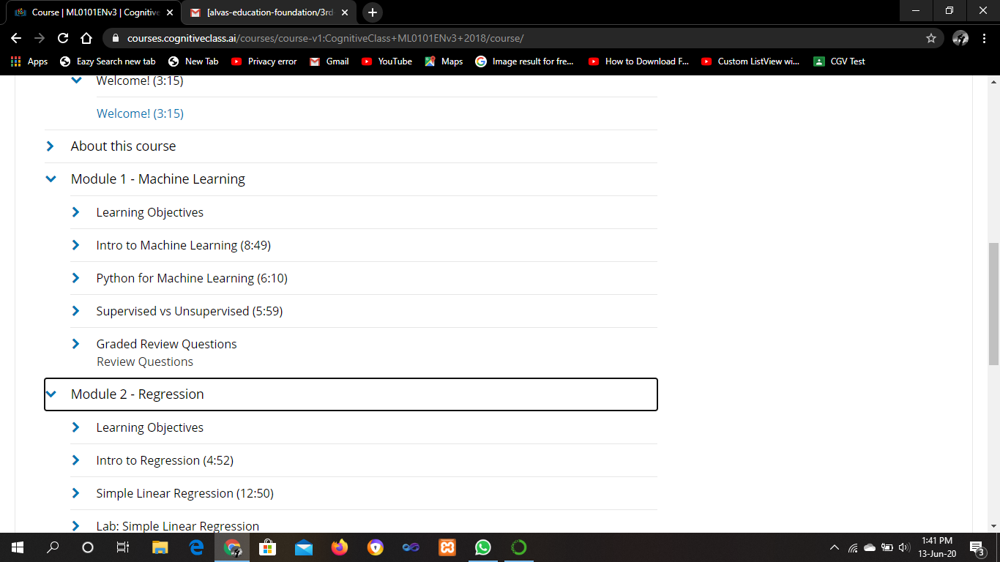 Course | ML0101ENv3 | Cognitive
[alvas-education-foundation/3rd
courses.cognitiveclass.ai/courses/course-v1:CognitiveClass+ML0101ENv3+2018/course/
Apps
Eazy Search new tab
New Tab
Privacy error
Gmail
YouTube
Maps
Image result for fre...
How to Download F...
Custom ListView wi...
CGV Test
Welcome! (3:15)
Welcome! (3:15)
About this course
Module 1 - Machine Learning
Learning Objectives
Intro to Machine Learning (8:49)
Python for Machine Learning (6:10)
Supervised vs Unsupervised (5:59)
Graded Review Questions
Review Questions
Module 2 - Regression
Learning Objectives
Intro to Regression (4:52)
Simple Linear Regression (12:50)
Lab: Simple Linear Regression
1:41 PM
13-Jun-20
3